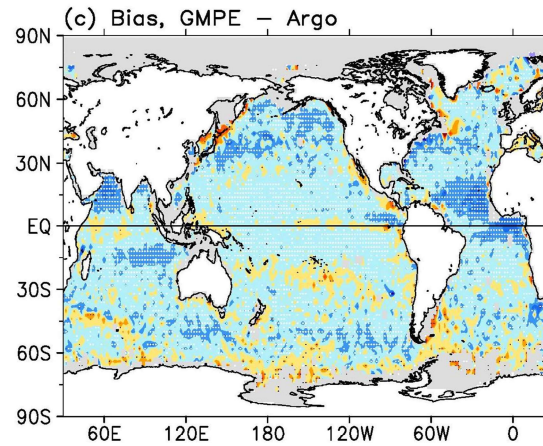 (c) Bias, GMPE – Argo
90N
60N
30N
EQ
30S
60S
90S
60E 120E 180 120W 60W 0